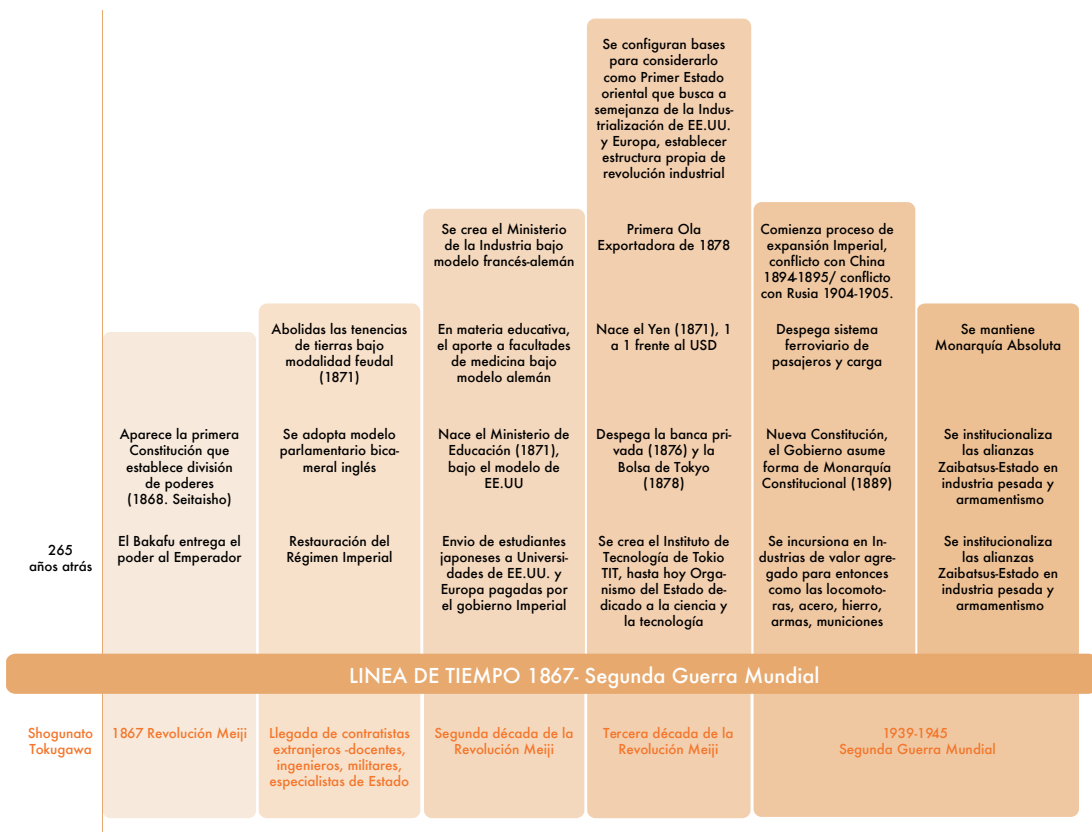 265
años atrás
Aparece la primera
Constitución que
establece división
de poderes
(1868. Seitaisho)
El Bakafu entrega el
poder al Emperador
Abolidas las tenencias
de tierras bajo
modalidad feudal
(1871)
Se adopta modelo
parlamentario bica-
meral inglés
Restauración del
Régimen Imperial
Se crea el Ministerio
de la Industria bajo
modelo francés-alemán
En materia educativa,
el aporte a facultades
de medicina bajo
modelo alemán
Nace el Ministerio de
Educación (1871),
bajo el modelo de
EE.UU
Envio de estudiantes
japoneses a Universi-
dades de EE.UU. y
Europa pagadas por
el gobierno Imperial
Se configuran bases
para considerarlo
como Primer Estado
oriental que busca a
semejanza de la Indus-
trialización de EE.UU.
y Europa, establecer
estructura propia de
revolución industrial
Primera Ola
Exportadora de 1878
Nace el Yen (1871), 1
a 1 frente al USD
Despega la banca pri-
vada (1876) y la
Bolsa de Tokyo
(1878)
Se crea el Instituto de
Tecnología de Tokio
TIT, hasta hoy Orga-
nismo del Estado de-
dicado a la ciencia y
la tecnología
Comienza proceso de
expansión Imperial,
conflicto con China
1894-1895/ conflicto
con Rusia 1904-1905.
Despega sistema
ferroviario de
pasajeros y carga
Nueva Constitución,
el Gobierno asume
forma de Monarquía
Constitucional (1889)
Se incursiona en In-
dustrias de valor agre-
gado para entonces
como las locomoto-
ras, acero, hierro,
armas, municiones
Se mantiene
Monarquía Absoluta
Se institucionaliza
las alianzas
Zaibatsus-Estado en
industria pesada y
armamentismo
Se institucionaliza
las alianzas
Zaibatsus-Estado en
industria pesada y
armamentismo
LINEA DE TIEMPO 1867- Segunda Guerra Mundial
Shogunato
Tokugawa
1867 Revolución Meiji
Llegada de contratistas
extranjeros -docentes,
ingenieros, militares,
especialistas de Estado
Segunda década de la
Revolución Meiji
Tercera década de la
Revolución Meiji
1939-1945
Segunda Guerra Mundial